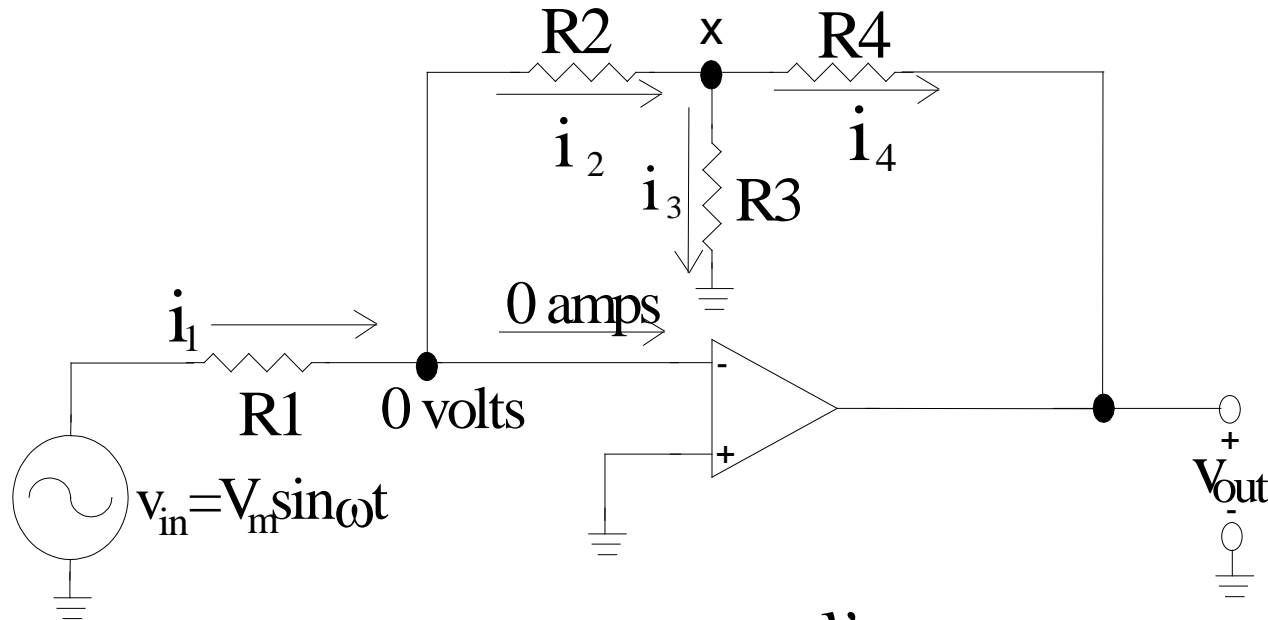 R2
x
R4
i2
i4
i3
R3
i1
0 amps
-
R1
0 volts
+
vin=Vmsinωt
+
vout
-